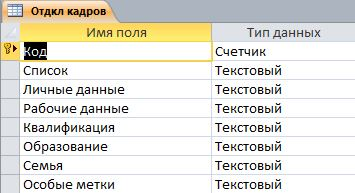 Отдкл кадров
Имя поля Тип данных
Код Счетчик
Список Текстовый
Личные данные Текстовый
Рабочие данные Текстовый
Квалификация Текстовый
Образование Текстовый
Семья Текстовый
Особые метки Текстовый